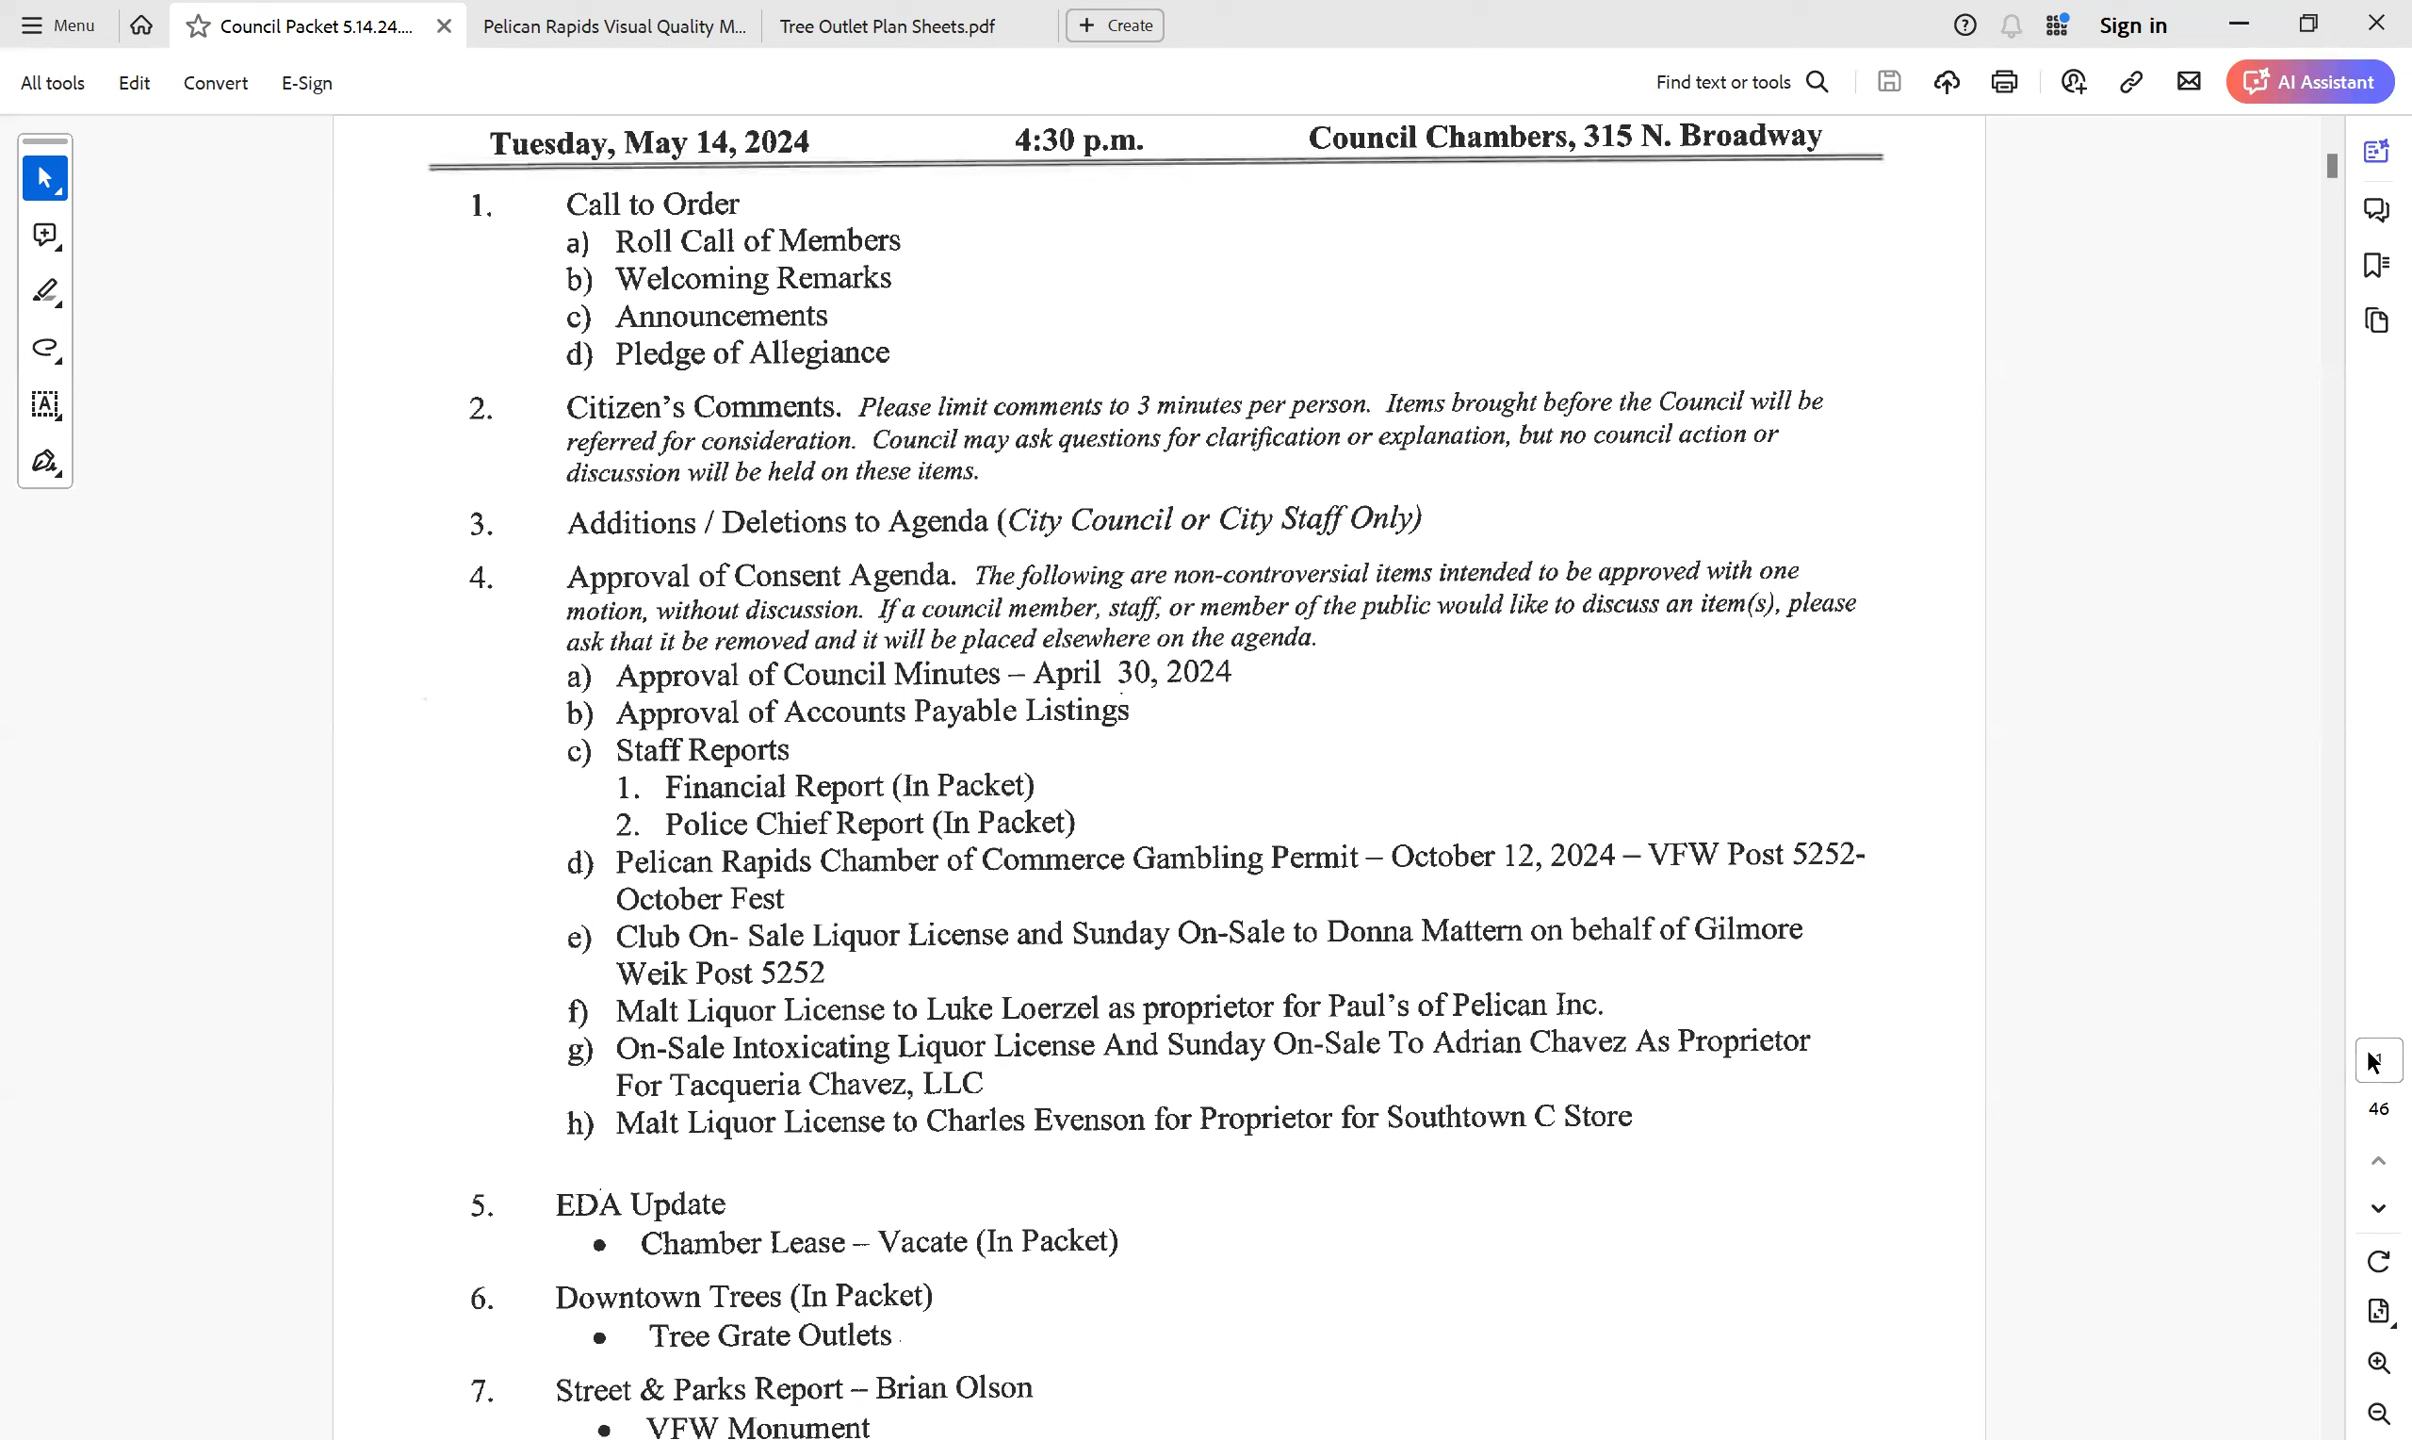 Menu
Council Packet 5.14.24....
Pelican Rapids Visual Quality M...
Tree Outlet Plan Sheets.pdf
Create
Sign in
All tools
Edit
Convert
E-Sign
Find text or tools
AI Assistant
Tuesday, May 14, 2024 4:30 p.m. Council Chambers, 315 N. Broadway
1. Call to Order
a) Roll Call of Members
b) Welcoming Remarks
c) Announcements
d) Pledge of Allegiance
2. Citizen's Comments. Please limit comments to 3 minutes per person. Items brought before the Council will be
referred for consideration. Council may ask questions for clarification or explanation, but no council action or
discussion will be held on these items.
3. Additions / Deletions to Agenda (City Council or City Staff Only)
4. Approval of Consent Agenda. The following are non-controversial items intended to be approved with one
motion, without discussion. If a council member, staff, or member of the public would like to discuss an item(s), please
ask that it be removed and it will be placed elsewhere on the agenda.
a) Approval of Council Minutes – April 30, 2024
b) Approval of Accounts Payable Listings
c) Staff Reports
1. Financial Report (In Packet)
2. Police Chief Report (In Packet)
d) Pelican Rapids Chamber of Commerce Gambling Permit – October 12, 2024 – VFW Post 5252-
October Fest
e) Club On- Sale Liquor License and Sunday On-Sale to Donna Mattern on behalf of Gilmore
Weik Post 5252
f) Malt Liquor License to Luke Loerzel as proprietor for Paul's of Pelican Inc.
g) On-Sale Intoxicating Liquor License And Sunday On-Sale To Adrian Chavez As Proprietor
For Tacqueria Chavez, LLC
h) Malt Liquor License to Charles Evenson for Proprietor for Southtown C Store
5. EDA Update
• Chamber Lease – Vacate (In Packet)
6. Downtown Trees (In Packet)
• Tree Grate Outlets
7. Street & Parks Report – Brian Olson
• VFW Monument
46